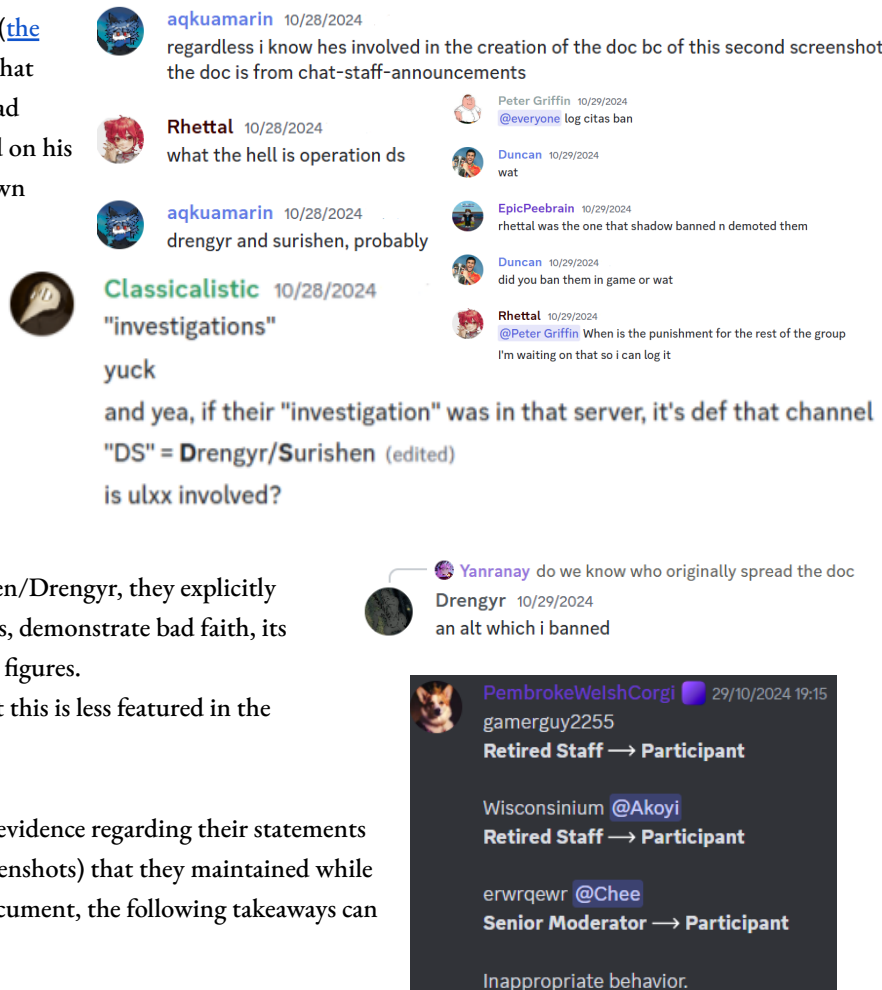 (the
hat
ad
d on his
wn
aqkuamarin 10/28/2024
regardless i know hes involved in the creation of the doc bc of this second screenshot
the doc is from chat-staff-announcements
Rhettal 10/28/2024
what the hell is operation ds
aqkuamarin 10/28/2024
drengyr and surishen, probably
Peter Griffin 10/29/2024
@everyone log citas ban
Duncan 10/29/2024
wat
EpicPeebrain 10/29/2024
rhettal was the one that shadow banned n demoted them
Duncan 10/29/2024
did you ban them in game or wat
Rhettal 10/29/2024
@Peter Griffin When is the punishment for the rest of the group
I'm waiting on that so i can log it
Classicalistic 10/28/2024
"investigations"
yuck
and yea, if their "investigation" was in that server, it's def that channel
"DS" = Drengyr/Surishen (edited)
is ulxx involved?
en/Drengyr, they explicitly
s, demonstrate bad faith, its
figures.
t this is less featured in the
Yanranay do we know who originally spread the doc
Drengyr 10/29/2024
an alt which i banned
evidence regarding their statements
enshots) that they maintained while
cument, the following takeaways can
PembrokeWelshCorgi 29/10/2024 19:15
gamerguy2255
Retired Staff → Participant
Wisconsinium @Akoyi
Retired Staff → Participant
erwrqewr @Chee
Senior Moderator → Participant
Inappropriate behavior.